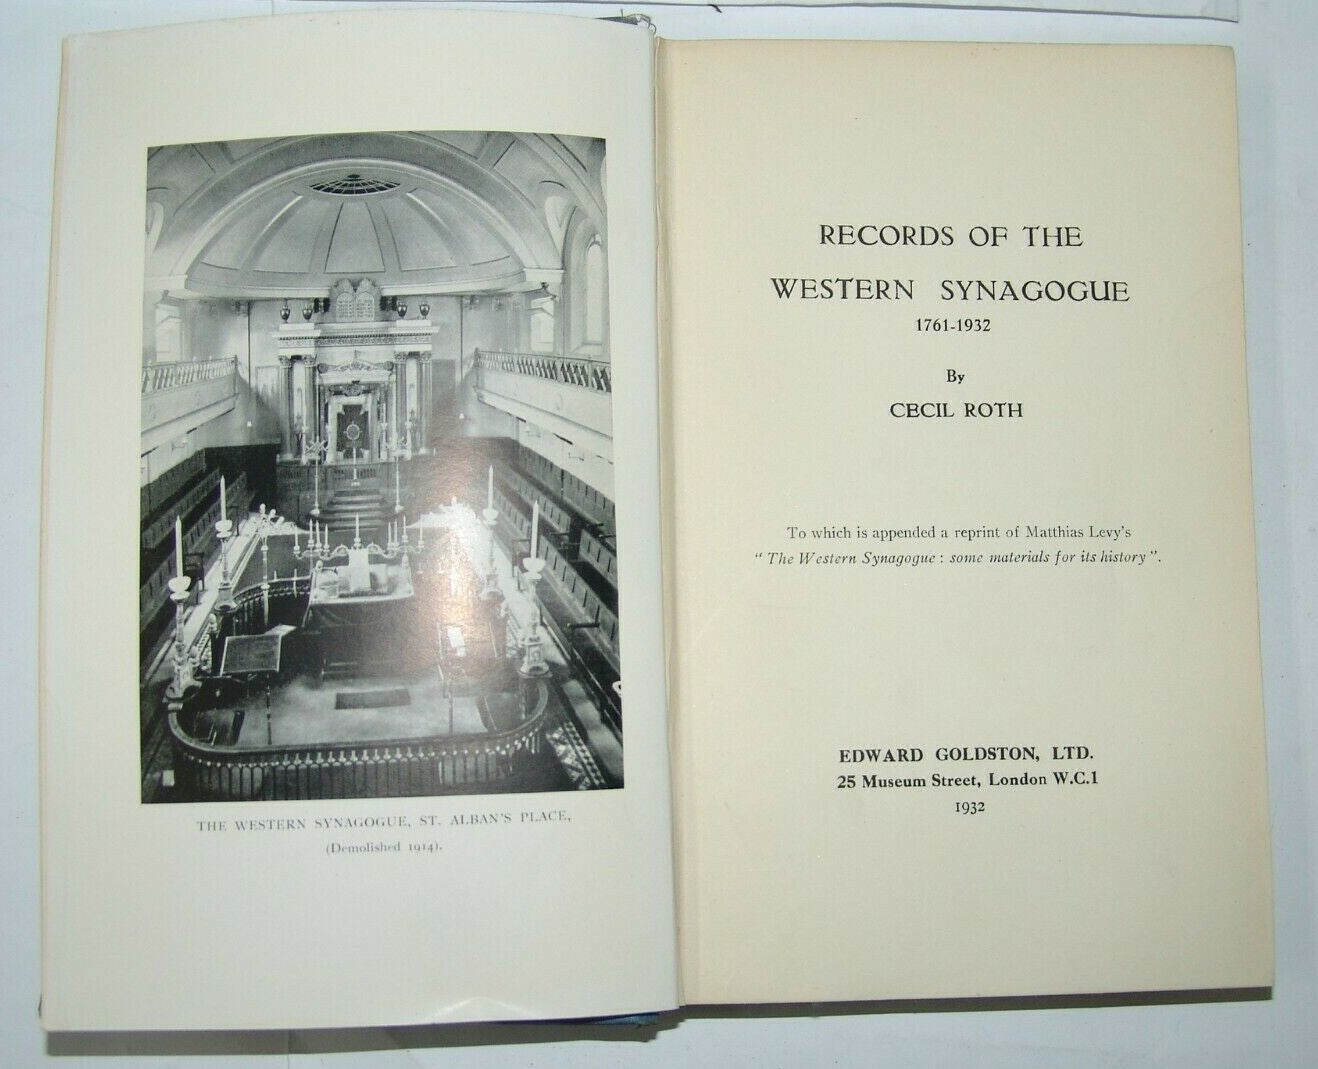 THE WESTERN SYNAGOGUE, ST. ALBAN'S PLACE,
(Demolished 1914).
RECORDS OF THE
WESTERN SYNAGOGUE
1761-1932
By
CECIL ROTH
To which is appended a reprint of Matthias Levy's
" The Western Synagogue : some materials for its history ".
EDWARD GOLDSTON, LTD.
25 Museum Street, London W.C.1
1932